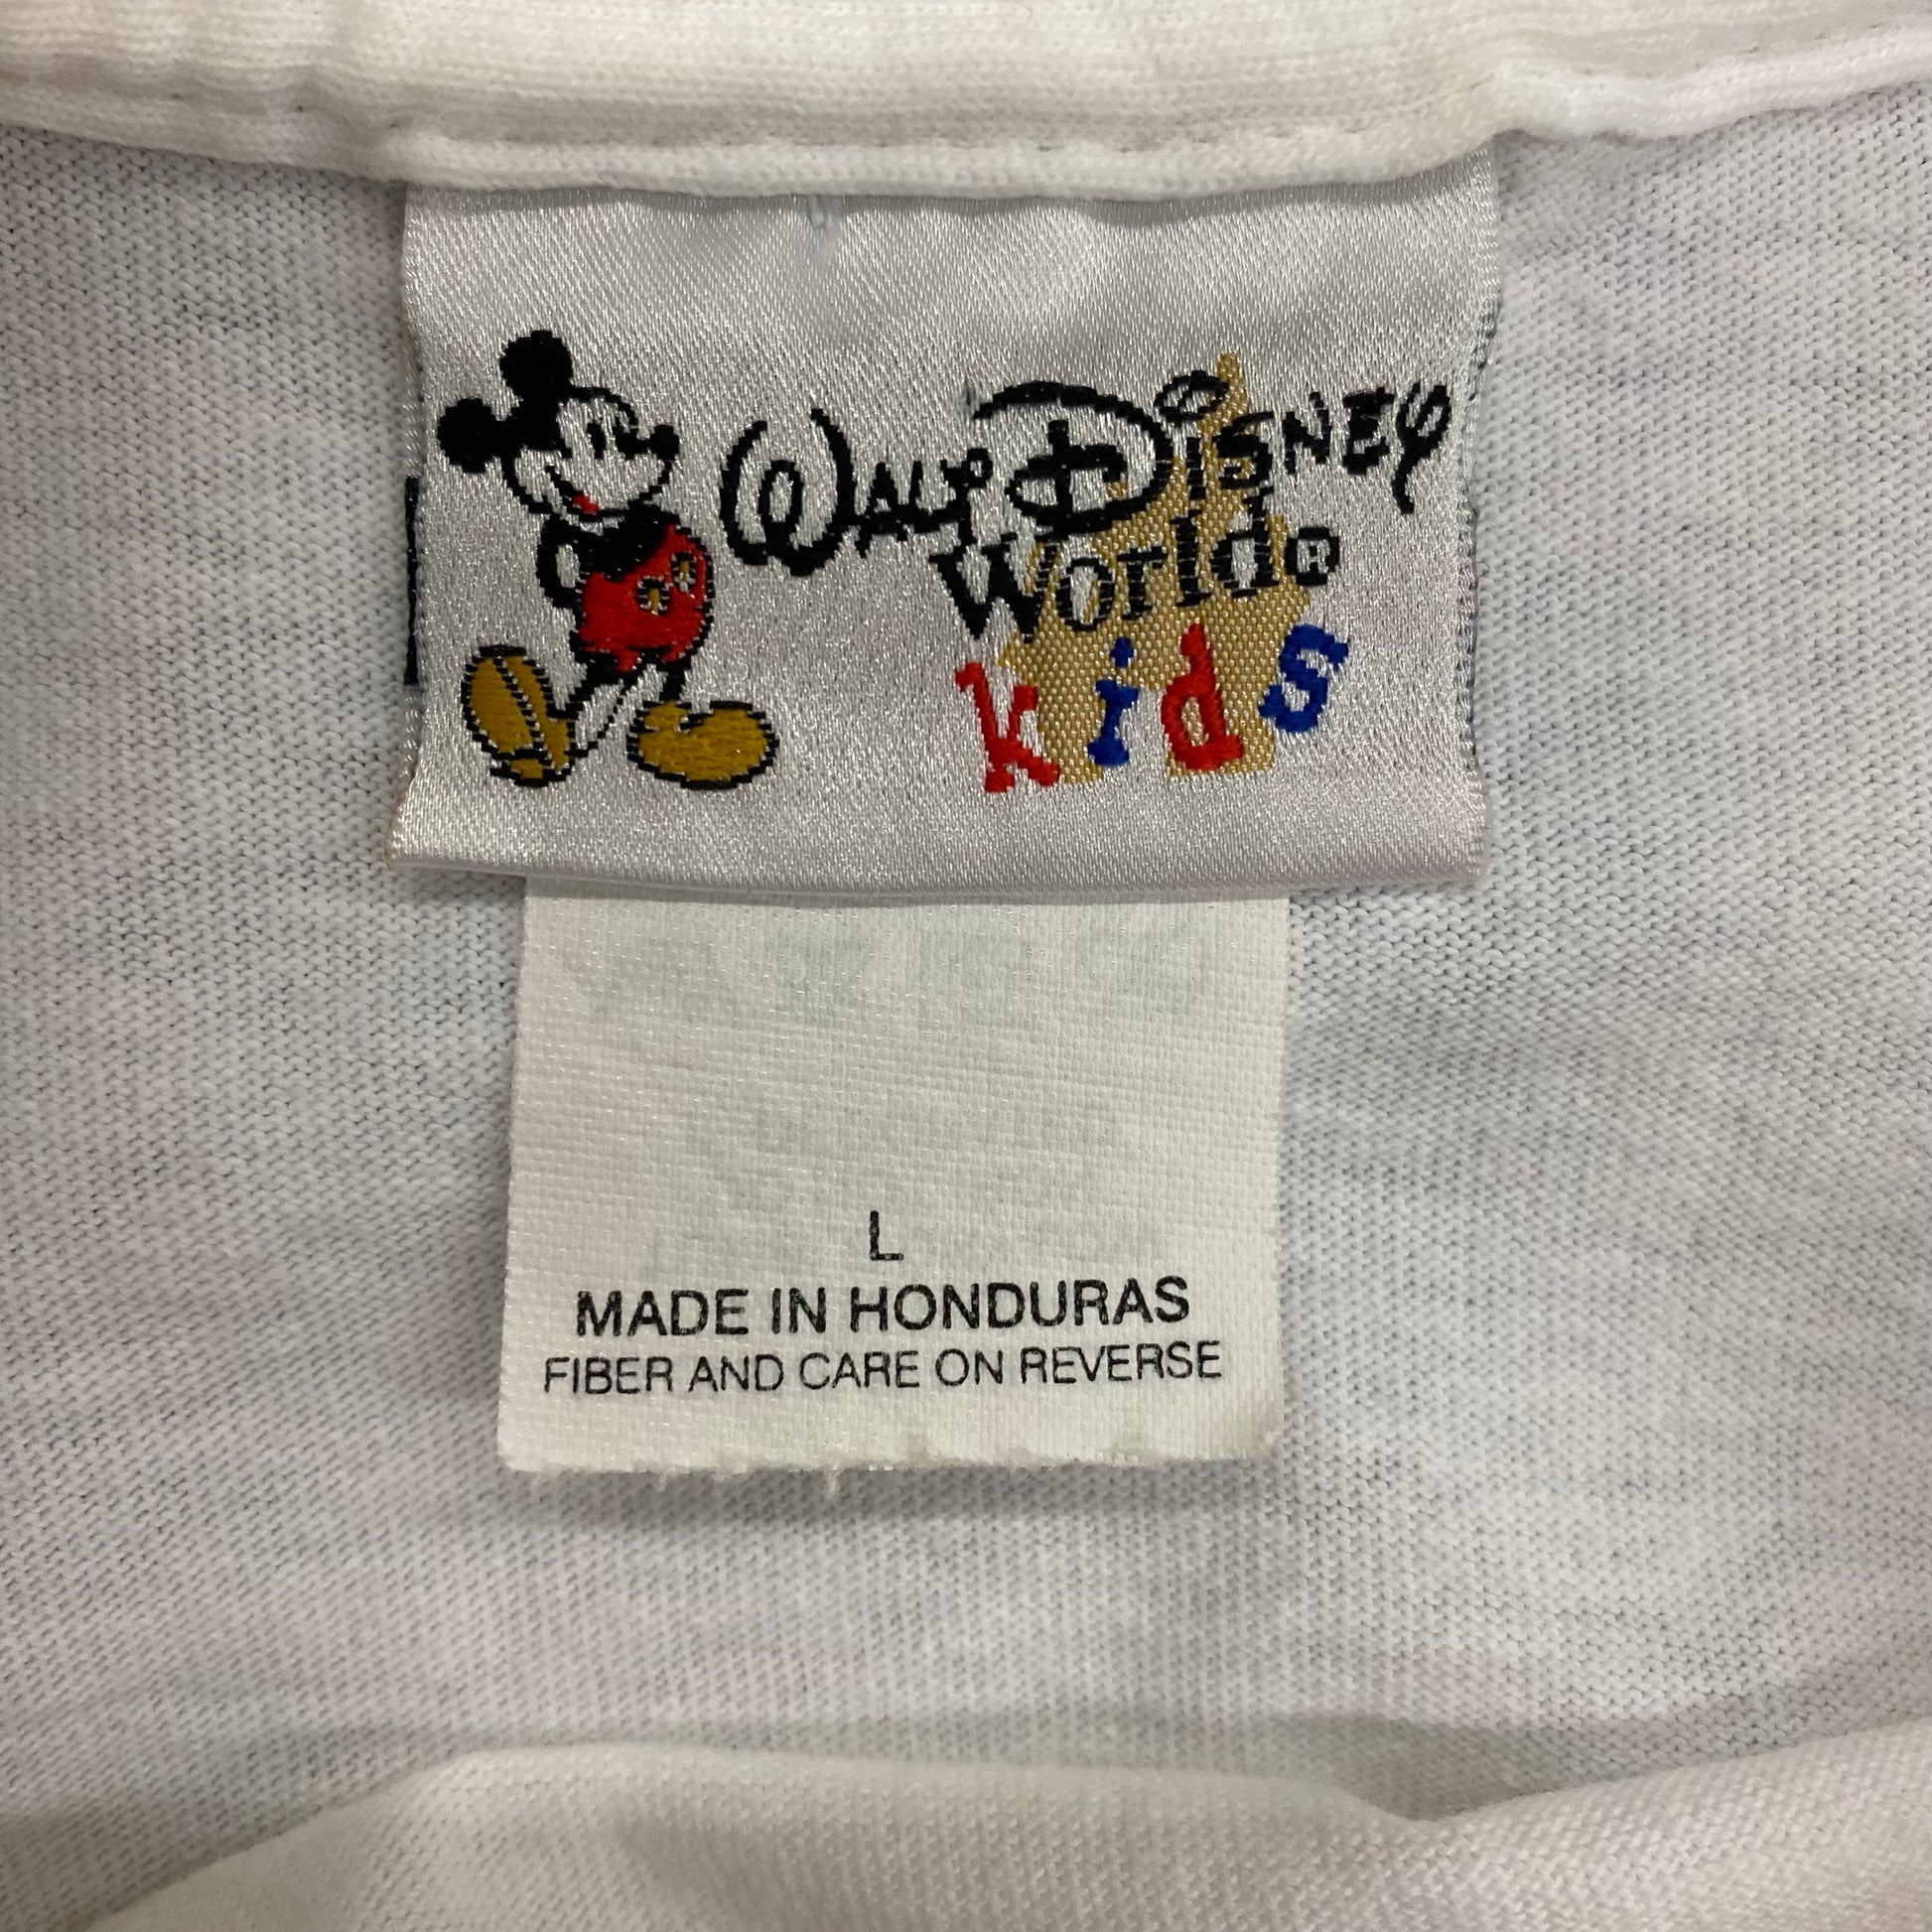 WALT DISNEY
World®
kids
L
MADE IN HONDURAS
FIBER AND CARE ON REVERSE